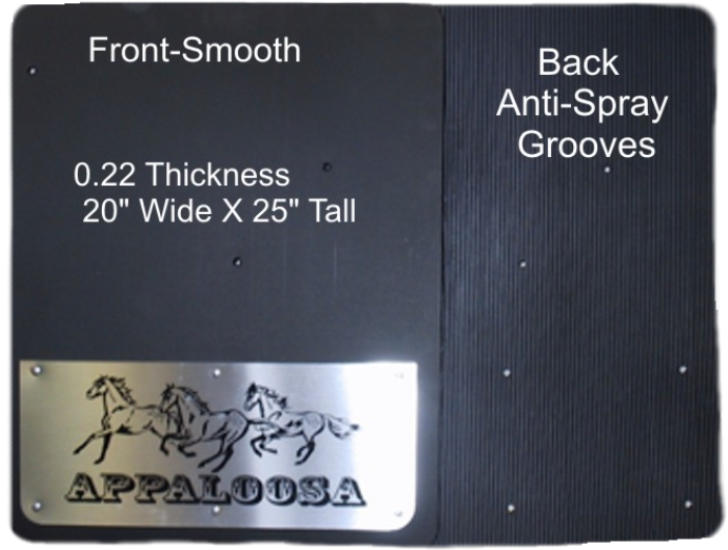 Front-Smooth
0.22 Thickness
20" Wide X 25" Tall
APPALOOSA
Back
Anti-Spray
Grooves